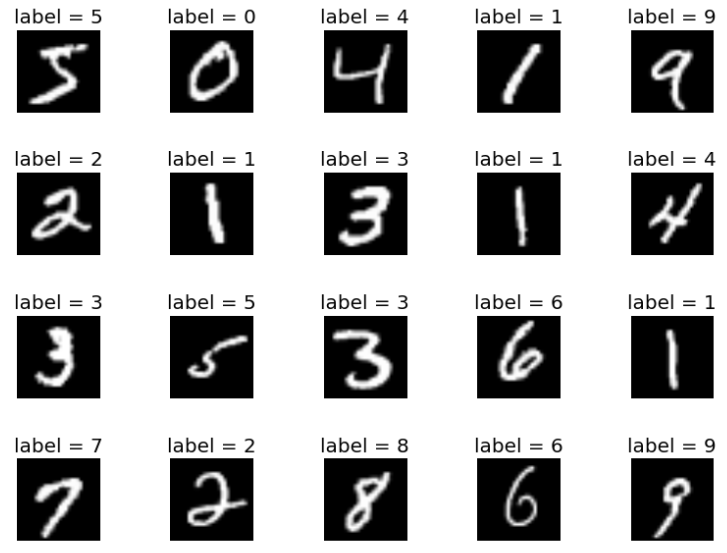 label = 5 label = 0 label = 4 label = 1 label = 9
5 0 4 1 9
label = 2 label = 1 label = 3 label = 1 label = 4
2 1 3 1 4
label = 3 label = 5 label = 3 label = 6 label = 1
3 5 3 6 1
label = 7 label = 2 label = 8 label = 6 label = 9
7 2 8 6 9